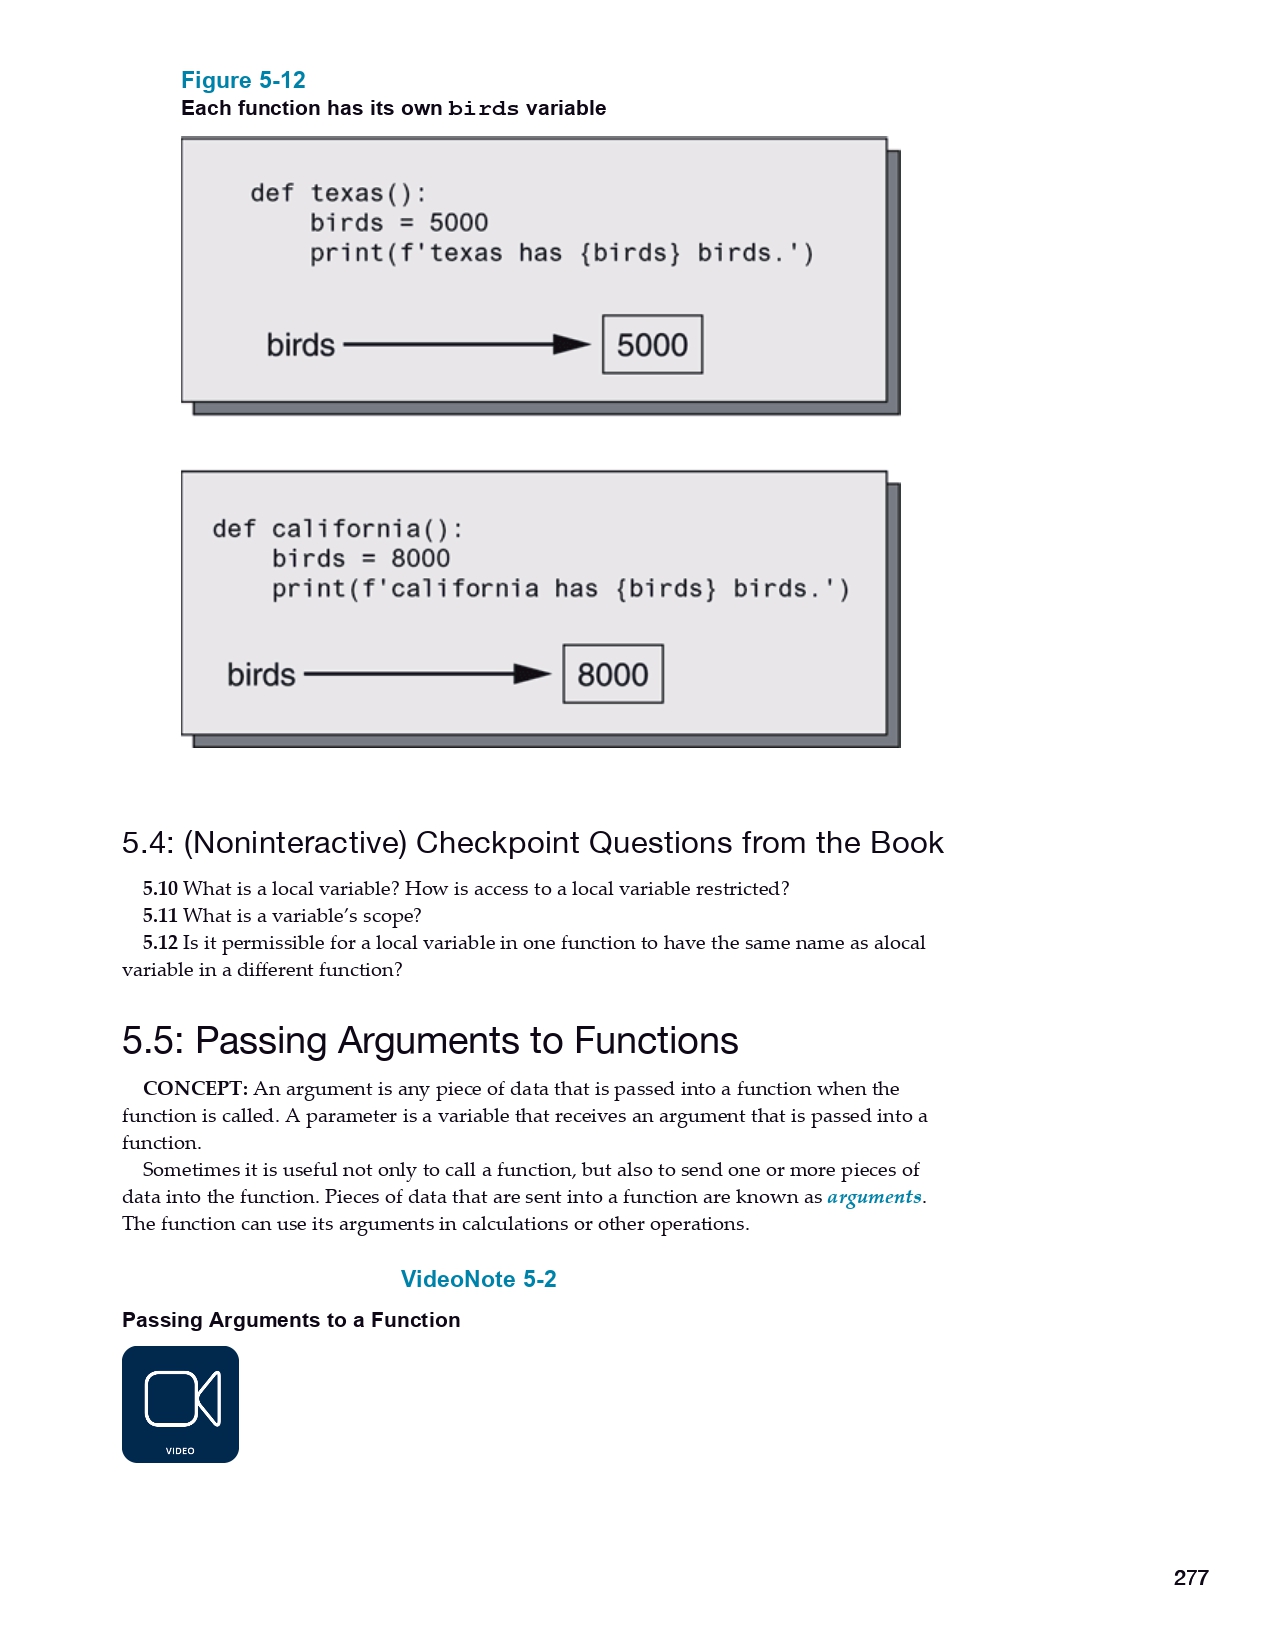 Figure 5-12
Each function has its own birds variable
def texas():
    birds = 5000
    print(f'texas has {birds} birds.')
birds 5000
def california():
    birds = 8000
    print(f'california has {birds} birds.')
birds 8000
5.4: (Noninteractive) Checkpoint Questions from the Book
5.10 What is a local variable? How is access to a local variable restricted?
5.11 What is a variable’s scope?
5.12 Is it permissible for a local variable in one function to have the same name as alocal
variable in a different function?
5.5: Passing Arguments to Functions
CONCEPT: An argument is any piece of data that is passed into a function when the
function is called. A parameter is a variable that receives an argument that is passed into a
function.
Sometimes it is useful not only to call a function, but also to send one or more pieces of
data into the function. Pieces of data that are sent into a function are known as arguments.
The function can use its arguments in calculations or other operations.
VideoNote 5-2
Passing Arguments to a Function
VIDEO
277